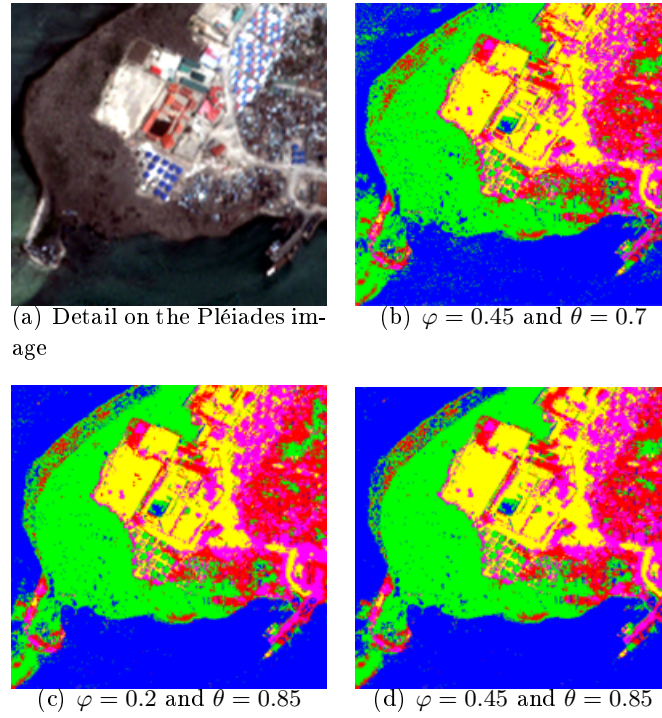 (a) Detail on the Pléiades im-
age
(b) φ = 0.45 and θ = 0.7
(c) φ = 0.2 and θ = 0.85
(d) φ = 0.45 and θ = 0.85